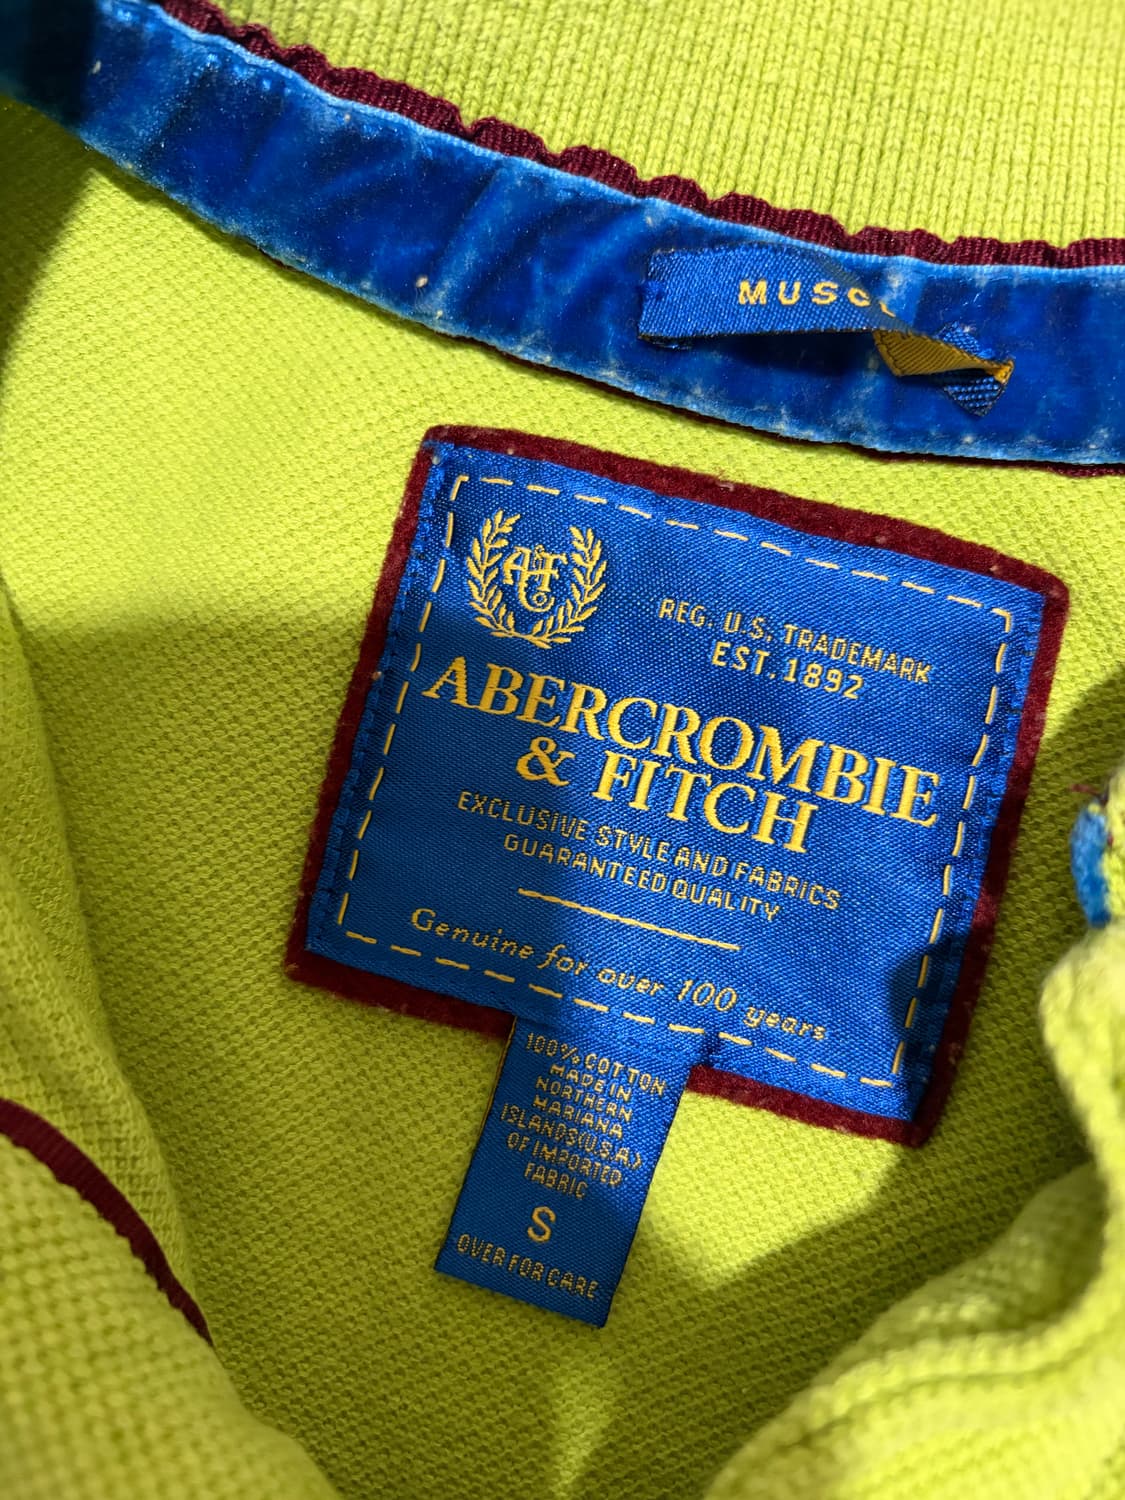 MUSCL
A&F
Co
REG. U.S. TRADEMARK
EST. 1892
ABERCROMBIE
& FITCH
EXCLUSIVE STYLE AND FABRICS
GUARANTEED QUALITY
Genuine for over 100 years
100% COTTON
MADE IN
NORTHERN
MARIANA
ISLANDS(U.S.A.)
OF IMPORTED
FABRIC
S
OVER FOR CARE